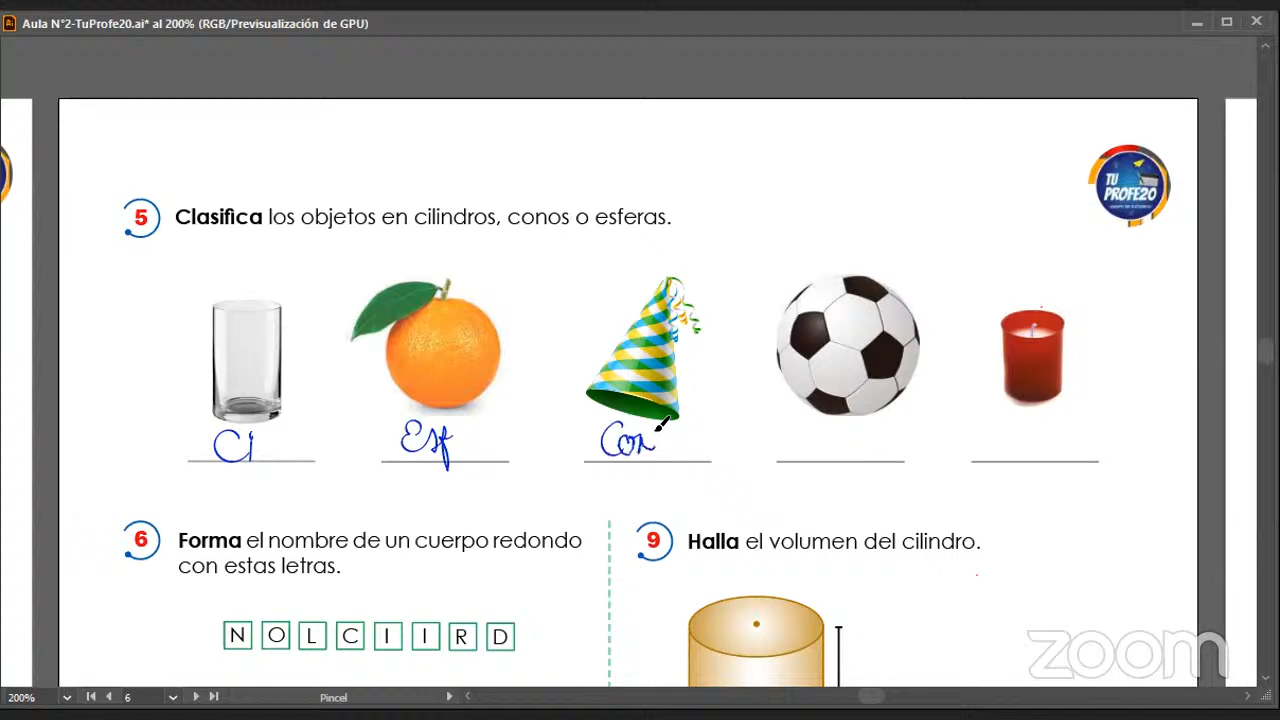 Aula N°2-TuProfe20.ai* al 200% (RGB/Previsualización de GPU)
TU
PROFE20
5 Clasifica los objetos en cilindros, conos o esferas.
Ci Esf Con
6 Forma el nombre de un cuerpo redondo
con estas letras.
N O L C I I R D
9 Halla el volumen del cilindro.
zoom
200% 6 Pincel